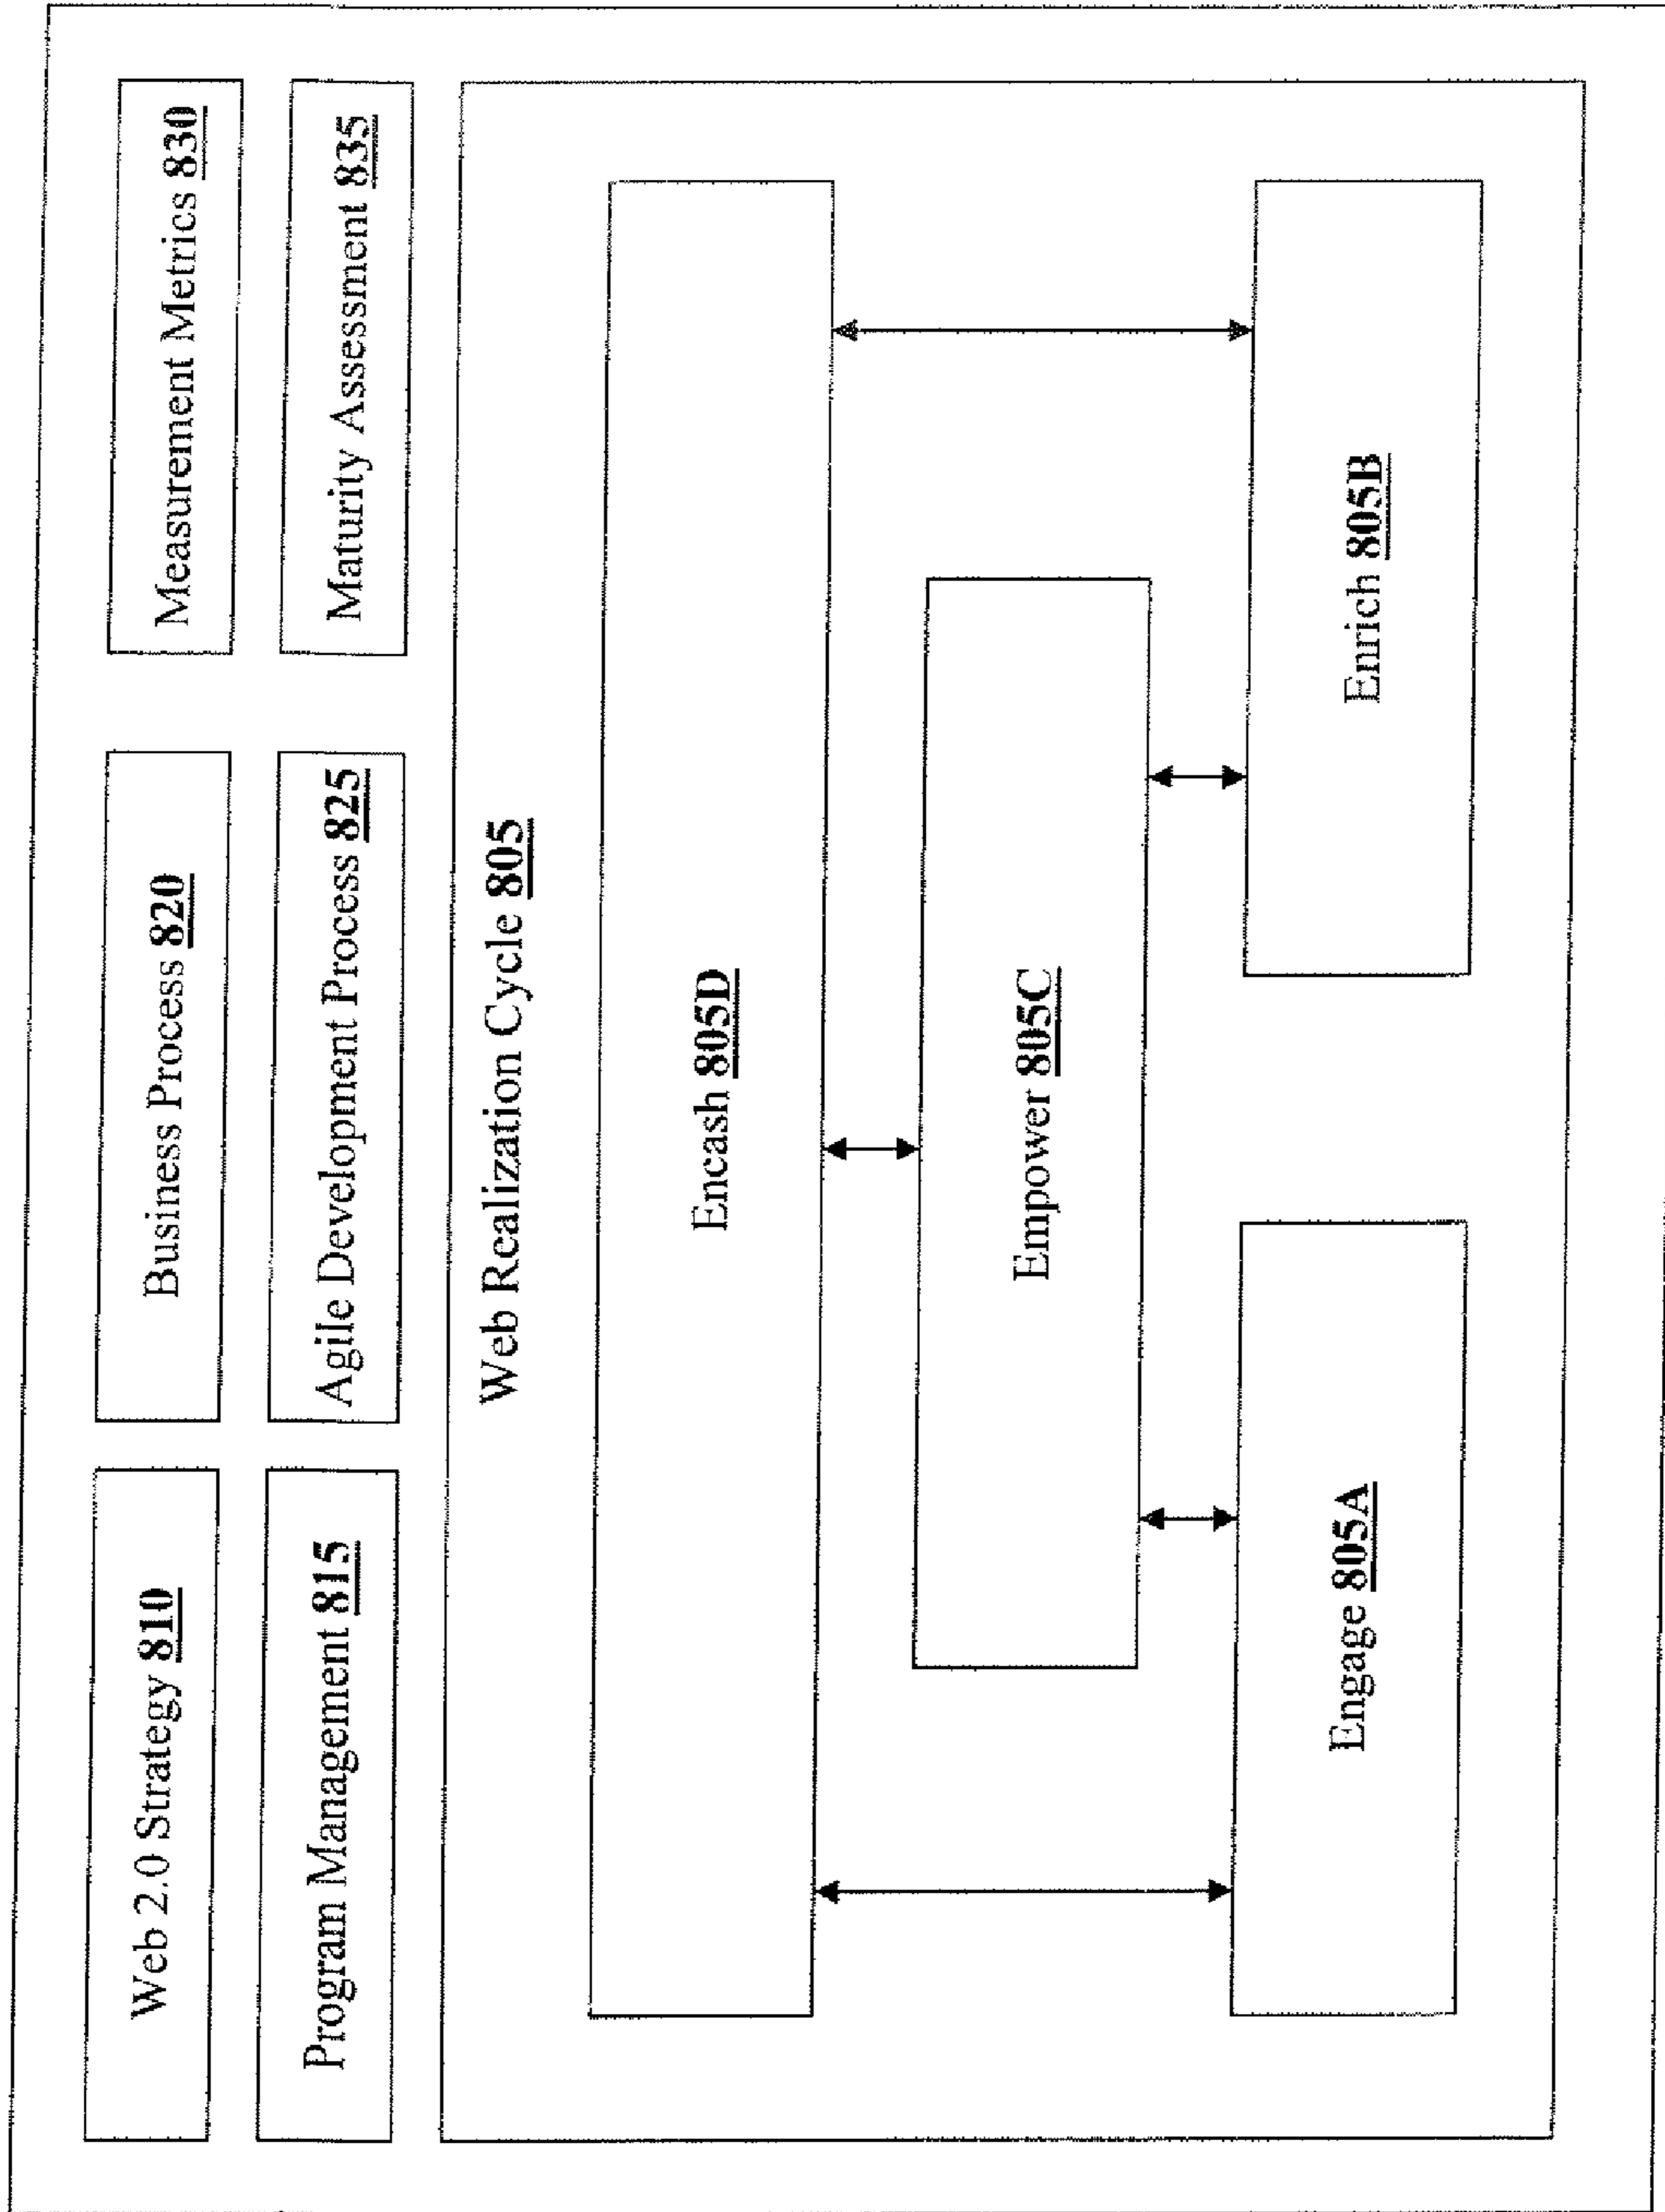 Web 2.0 Strategy 810
Business Process 820
Measurement Metrics 830
Program Management 815
Agile Development Process 825
Maturity Assessment 835
Web Realization Cycle 805
Encash 805D
Empower 805C
Engage 805A
Enrich 805B